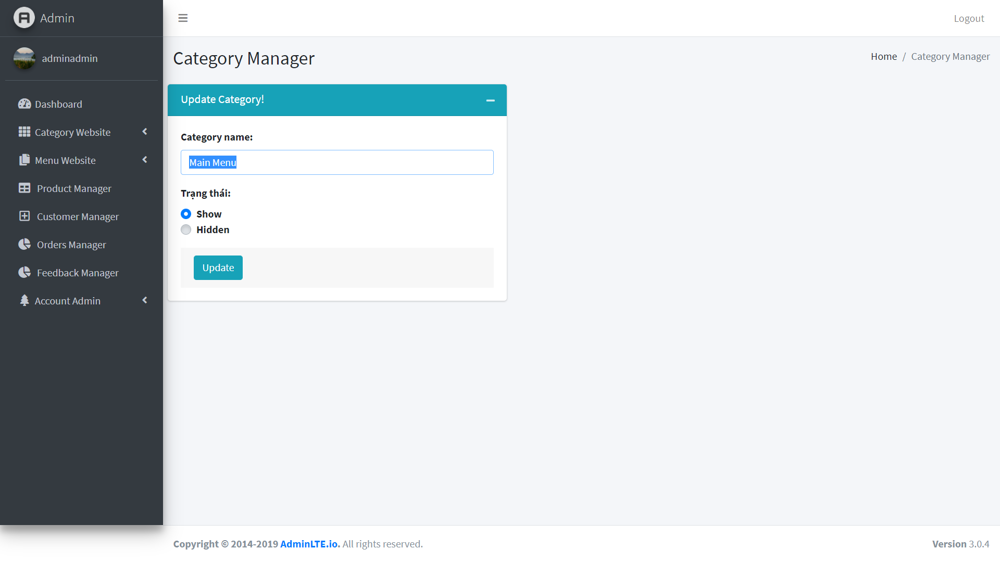 Admin
Logout
adminadmin
Category Manager
Home / Category Manager
Dashboard
Category Website
Menu Website
Product Manager
Customer Manager
Orders Manager
Feedback Manager
Account Admin
Update Category!
Category name:
Main Menu
Trạng thái:
Show
Hidden
Update
Copyright © 2014-2019 AdminLTE.io. All rights reserved.
Version 3.0.4